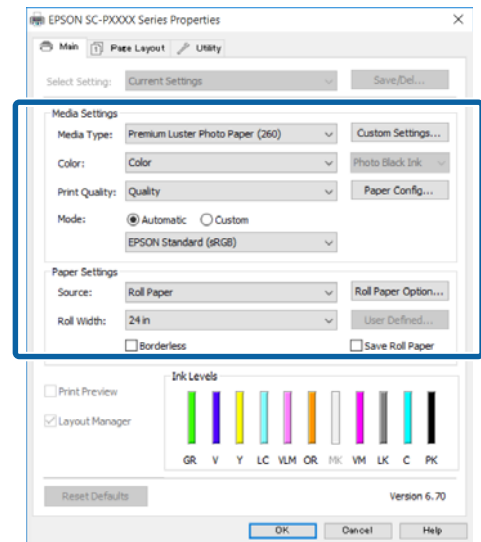 EPSON SC-PXXXX Series Properties
Main Page Layout Utility
Select Setting: Current Settings Save/Del...
Media Settings
Media Type: Premium Luster Photo Paper (260) Custom Settings...
Color: Color Photo Black Ink
Print Quality: Quality Paper Config...
Mode: Automatic Custom
EPSON Standard (sRGB)
Paper Settings
Source: Roll Paper Roll Paper Option...
Roll Width: 24 in User Defined...
Borderless Save Roll Paper
Ink Levels
Print Preview
Layout Manager
GR V Y LC VLM OR MK VM LK C PK
Reset Defaults Version 6.70
OK Cancel Help